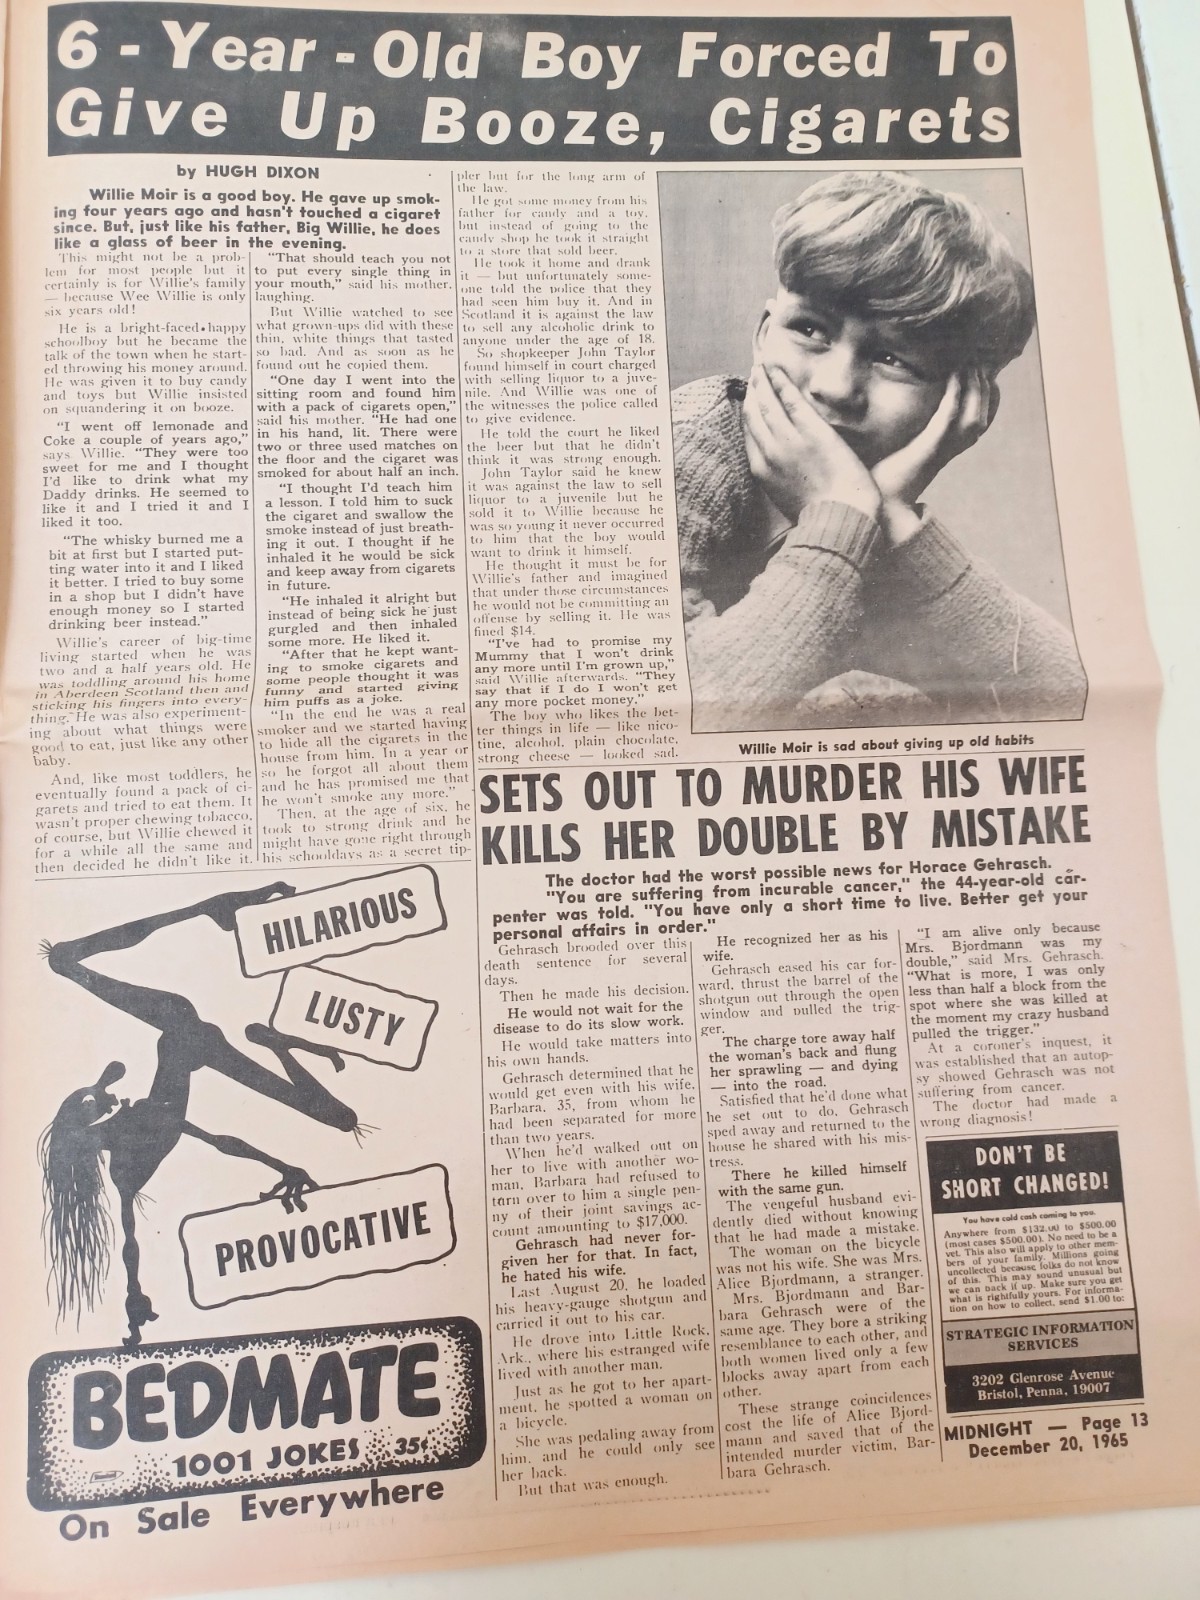 6-Year-Old Boy Forced To
Give Up Booze, Cigarets
by HUGH DIXON
Willie Moir is a good boy. He gave up smok-
ing four years ago and hasn't touched a cigaret
since. But, just like his father, Big Willie, he does
like a glass of beer in the evening.
This might not be a prob-
lem for most people but it
certainly is for Willie's family
— because Wee Willie is only
six years old!
He is a bright-faced happy
schoolboy but he became the
talk of the town when he start-
ed throwing his money around.
He was given it to buy candy
and toys but Willie insisted
on squandering it on booze.
"I went off lemonade and
Coke a couple of years ago,"
says Willie. "They were too
sweet for me and I thought
I'd like to drink what my
Daddy drinks. He seemed to
like it and I tried it and I
liked it too.
"The whisky burned me a
bit at first but I started put-
ting water into it and I liked
it better. I tried to buy some
in a shop but I didn't have
enough money so I started
drinking beer instead."
Willie's career of big-time
living started when he was
two and a half years old. He
was toddling around his home
in Aberdeen Scotland then and
sticking his fingers into every-
thing. He was also experiment-
ing about what things were
good to eat, just like any other
baby.
And, like most toddlers, he
eventually found a pack of ci-
garets and tried to eat them. It
wasn't proper chewing tobacco,
of course, but Willie chewed it
for a while all the same and
then decided he didn't like it.
"That should teach you not
to put every single thing in
your mouth," said his mother,
laughing.
But Willie watched to see
what grown-ups did with these
thin, white things that tasted
so bad. And as soon as he
found out he copied them.
"One day I went into the
sitting room and found him
with a pack of cigarets open,"
said his mother. "He had one
in his hand, lit. There were
two or three used matches on
the floor and the cigaret was
smoked for about half an inch.
"I thought I'd teach him
a lesson. I told him to suck
the cigaret and swallow the
smoke instead of just breath-
ing it out. I thought if he
inhaled it he would be sick
and keep away from cigarets
in future.
"He inhaled it alright but
instead of being sick he just
gurgled and then inhaled
some more. He liked it.
"After that he kept want-
ing to smoke cigarets and
some people thought it was
funny and started giving
him puffs as a joke.
"In the end he was a real
smoker and we started having
to hide all the cigarets in the
house from him. In a year or
so he forgot all about them
and he has promised me that
he won't smoke any more."
Then, at the age of six, he
took to strong drink and he
might have gone right through
his schooldays as a secret tip-
pler but for the long arm of
the law.
He got some money from his
father for candy and a toy,
but instead of going to the
candy shop he took it straight
to a store that sold beer.
He took it home and drank
it — but unfortunately some-
one told the police that they
had seen him buy it. And in
Scotland it is against the law
to sell any alcoholic drink to
anyone under the age of 18.
So shopkeeper John Taylor
found himself in court charged
with selling liquor to a juve-
nile. And Willie was one of
the witnesses the police called
to give evidence.
He told the court he liked
the beer but that he didn't
think it was strong enough.
John Taylor said he knew
it was against the law to sell
liquor to a juvenile but he
sold it to Willie because he
was so young it never occurred
to him that the boy would
want to drink it himself.
He thought it must be for
Willie's father and imagined
that under those circumstances
he would not be committing an
offense by selling it. He was
fined $14.
"I've had to promise my
Mummy that I won't drink
any more until I'm grown up,"
said Willie afterwards. "They
say that if I do I won't get
any more pocket money."
The boy who likes the bet-
ter things in life — like nico-
tine, alcohol, plain chocolate,
strong cheese — looked sad.
Willie Moir is sad about giving up old habits
SETS OUT TO MURDER HIS WIFE
KILLS HER DOUBLE BY MISTAKE
The doctor had the worst possible news for Horace Gehrasch.
"You are suffering from incurable cancer," the 44-year-old car-
penter was told. "You have only a short time to live. Better get your
personal affairs in order."
Gehrasch brooded over this
death sentence for several
days.
Then he made his decision.
He would not wait for the
disease to do its slow work.
He would take matters into
his own hands.
Gehrasch determined that he
would get even with his wife,
Barbara, 35, from whom he
had been separated for more
than two years.
When he'd walked out on
her to live with another wo-
man, Barbara had refused to
turn over to him a single pen-
ny of their joint savings ac-
count amounting to $17,000.
Gehrasch had never for-
given her for that. In fact,
he hated his wife.
Last August 20, he loaded
his heavy-gauge shotgun and
carried it out to his car.
He drove into Little Rock,
Ark., where his estranged wife
lived with another man.
Just as he got to her apart-
ment, he spotted a woman on
a bicycle.
She was pedaling away from
him, and he could only see
her back.
But that was enough.
He recognized her as his
wife.
Gehrasch eased his car for-
ward, thrust the barrel of the
shotgun out through the open
window and pulled the trig-
ger.
The charge tore away half
the woman's back and flung
her sprawling — and dying
— into the road.
Satisfied that he'd done what
he set out to do, Gehrasch
sped away and returned to the
house he shared with his mis-
tress.
There he killed himself
with the same gun.
The vengeful husband evi-
dently died without knowing
that he had made a mistake.
The woman on the bicycle
was not his wife. She was Mrs.
Alice Bjordmann, a stranger.
Mrs. Bjordmann and Bar-
bara Gehrasch were of the
same age. They bore a striking
resemblance to each other, and
both women lived only a few
blocks away apart from each
other.
These strange coincidences
cost the life of Alice Bjord-
mann and saved that of the
intended murder victim, Bar-
bara Gehrasch.
"I am alive only because
Mrs. Bjordmann was my
double," said Mrs. Gehrasch.
"What is more, I was only
less than half a block from the
spot where she was killed at
the moment my crazy husband
pulled the trigger."
At a coroner's inquest, it
was established that an autop-
sy showed Gehrasch was not
suffering from cancer.
The doctor had made a
wrong diagnosis!
HILARIOUS
LUSTY
PROVOCATIVE
BEDMATE
1001 JOKES 35¢
On Sale Everywhere
DON'T BE
SHORT CHANGED!
You have cold cash coming to you.
Anywhere from $132.00 to $500.00
(most cases $500.00). No need to be a
vet. This also will apply to other mem-
bers of your family. Millions going
uncollected because folks do not know
of this. This may sound unusual but
we can back it up. Make sure you get
what is rightfully yours. For informa-
tion on how to collect, send $1.00 to:
STRATEGIC INFORMATION
SERVICES
3202 Glenrose Avenue
Bristol, Penna, 19007
MIDNIGHT — Page 13
December 20, 1965